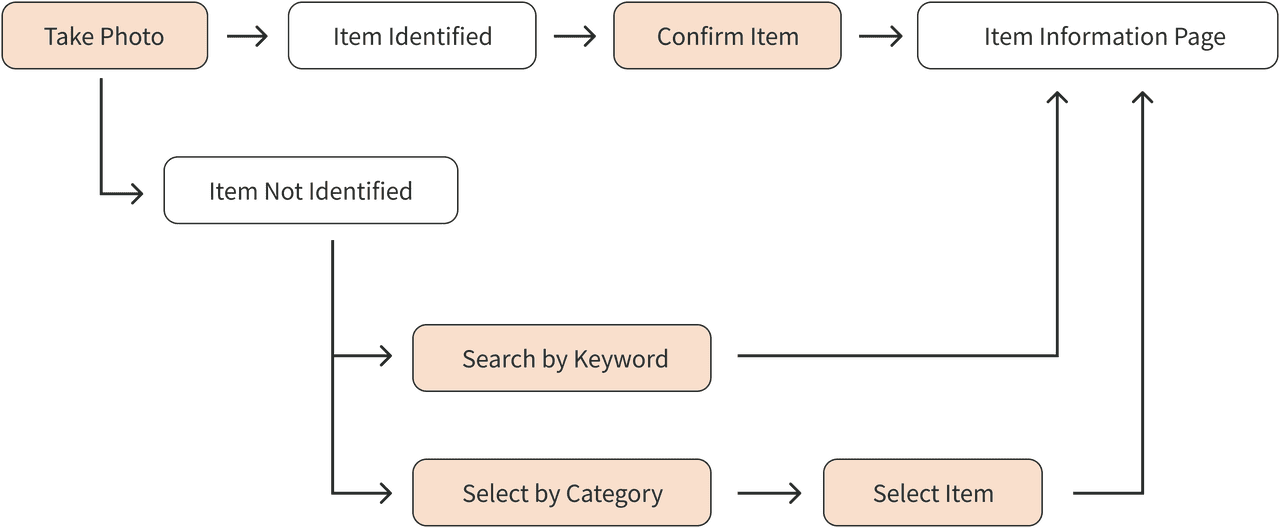 Take Photo
Item Identified
Confirm Item
Item Information Page
Item Not Identified
Search by Keyword
Select by Category
Select Item